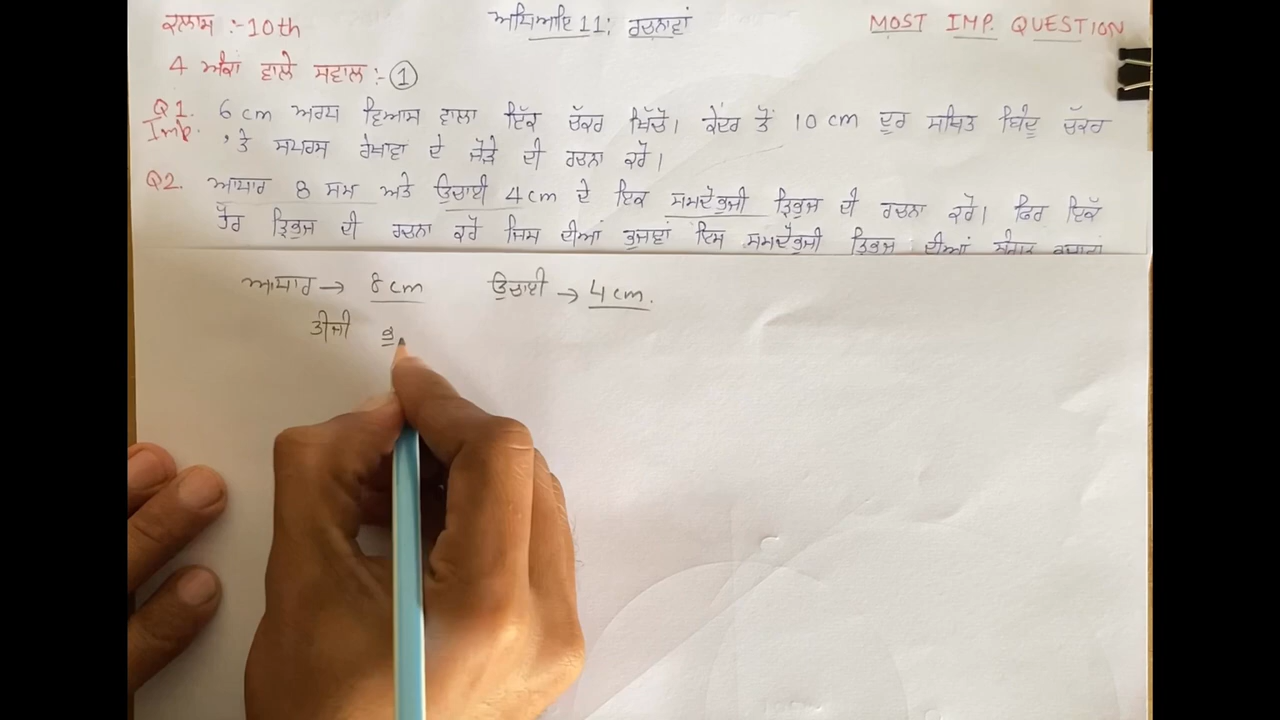 ਕਲਾਸ :- 10th
ਅਧਿਆਇ 11: ਰਚਨਾਵਾਂ
MOST IMP. QUESTION
4 ਅੰਕਾਂ ਵਾਲੇ ਸਵਾਲ :- 1
Q1. 6 cm ਅਰਧ ਵਿਆਸ ਵਾਲਾ ਇੱਕ ਚੱਕਰ ਖਿੱਚੋ। ਕੇਂਦਰ ਤੋਂ 10 cm ਦੂਰ ਸਥਿਤ ਬਿੰਦੂ ਚੱਕਰ
Imp. 'ਤੇ ਸਪਰਸ ਰੇਖਾਵਾਂ ਦੇ ਜੋੜੇ ਦੀ ਰਚਨਾ ਕਰੋ।
Q2. ਆਧਾਰ 8 ਸਮ ਅਤੇ ਉਚਾਈ 4cm ਦੇ ਇਕ ਸਮਦੋਭੁਜੀ ਤ੍ਰਿਭੁਜ ਦੀ ਰਚਨਾ ਕਰੋ। ਫਿਰ ਇਕੱ
ਹੋਰ ਤ੍ਰਿਭੁਜ ਦੀ ਰਚਨਾ ਕਰੋ ਜਿਸ ਦੀਆਂ ਭੁਜਾਵਾਂ ਇਸ ਸਮਦੋਭੁਜੀ ਤ੍ਰਿਭੁਜ ਦੀਆਂ
ਆਧਾਰ → 8 cm ਉਚਾਈ → 4 cm.
ਤੀਜੀ ਭੁ